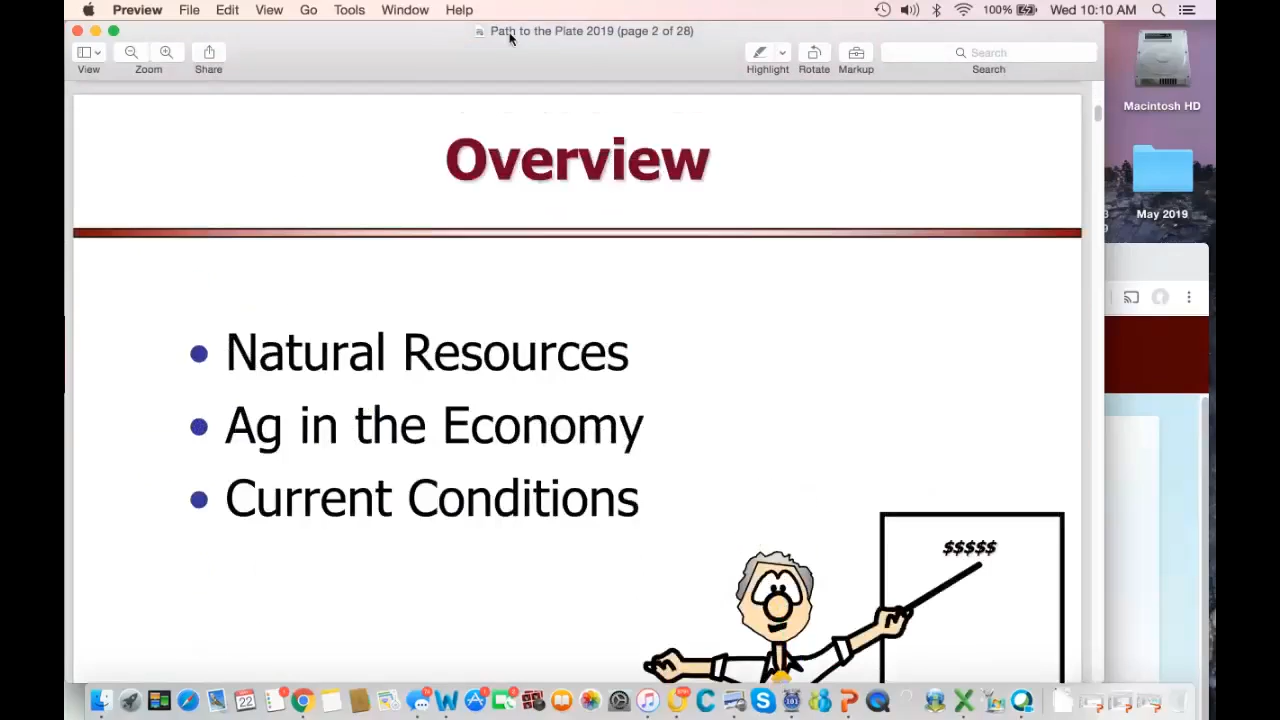 Preview File Edit View Go Tools Window Help 100% Wed 10:10 AM
Path to the Plate 2019 (page 2 of 28)
View Zoom Share Highlight Rotate Markup Search
Search
Macintosh HD
May 2019
Overview
• Natural Resources
• Ag in the Economy
• Current Conditions
$$$$$
22